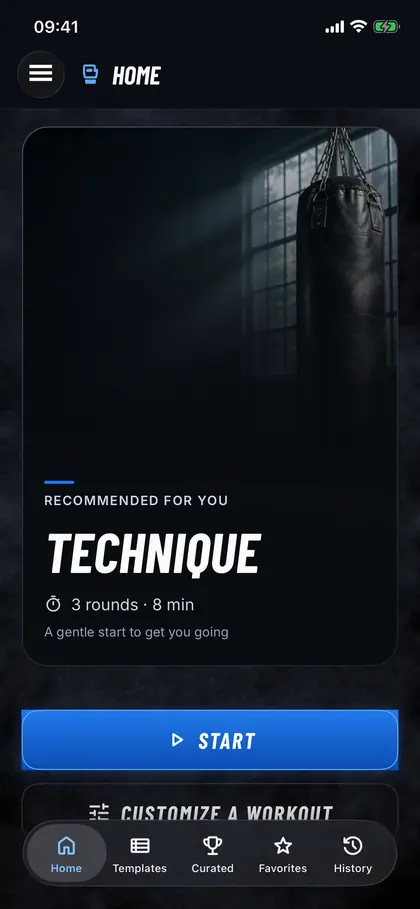 09:41
HOME
RECOMMENDED FOR YOU
TECHNIQUE
3 rounds · 8 min
A gentle start to get you going
START
CUSTOMIZE A WORKOUT
Home
Templates
Curated
Favorites
History